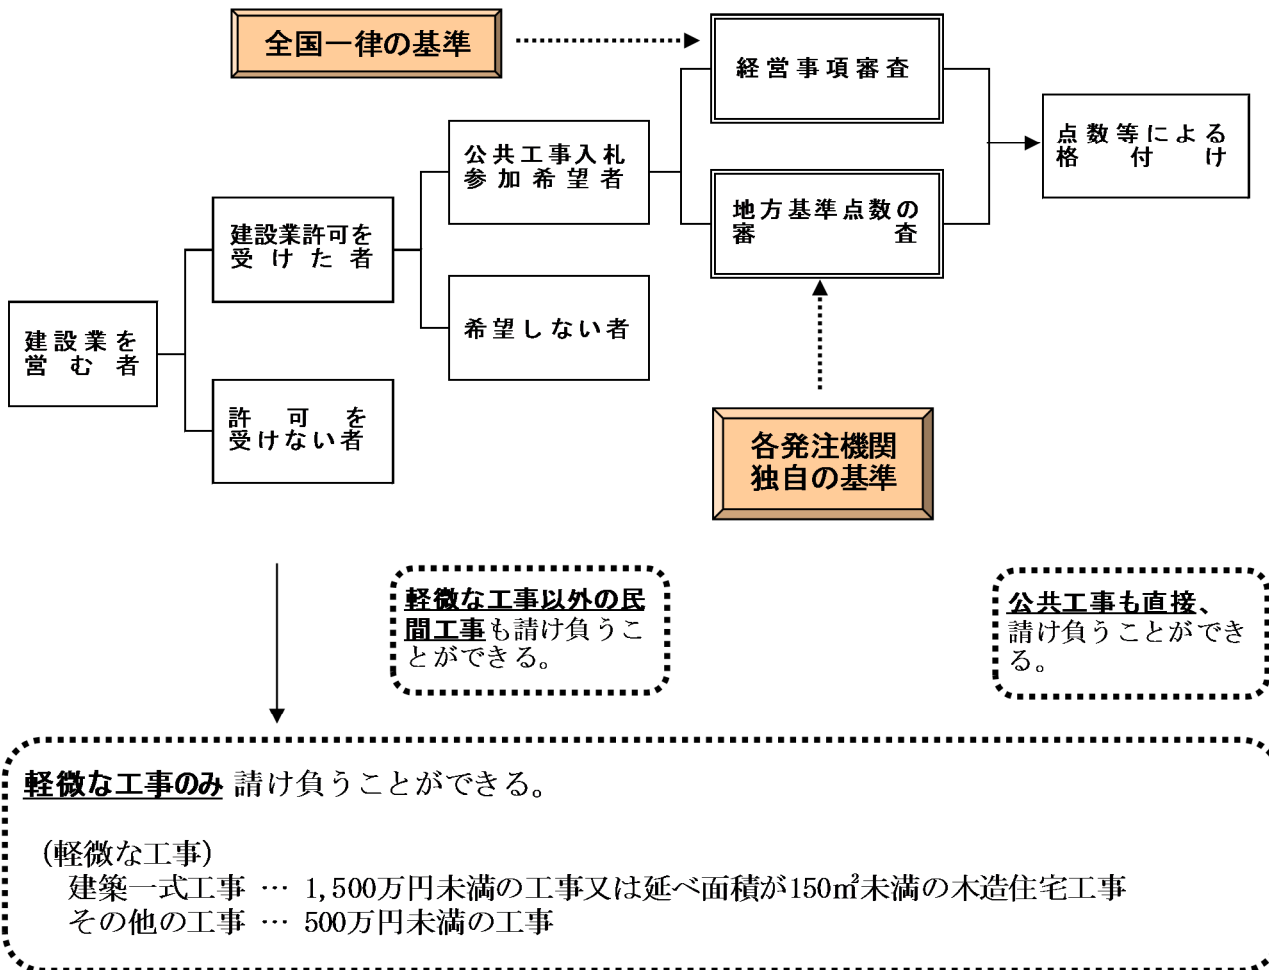 全国一律の基準
経営事項審査
点数等による
格付け
公共工事入札
参加希望者
地方基準点数の
審査
建設業許可を
受けた者
希望しない者
建設業を
営む者
許可を
受けない者
各発注機関
独自の基準
軽微な工事以外の民
間工事も請け負うこ
とができる。
公共工事も直接、
請け負うことができ
る。
軽微な工事のみ 請け負うことができる。
（軽微な工事）
建築一式工事 … 1,500万円未満の工事又は延べ面積が150㎡未満の木造住宅工事
その他の工事 … 500万円未満の工事